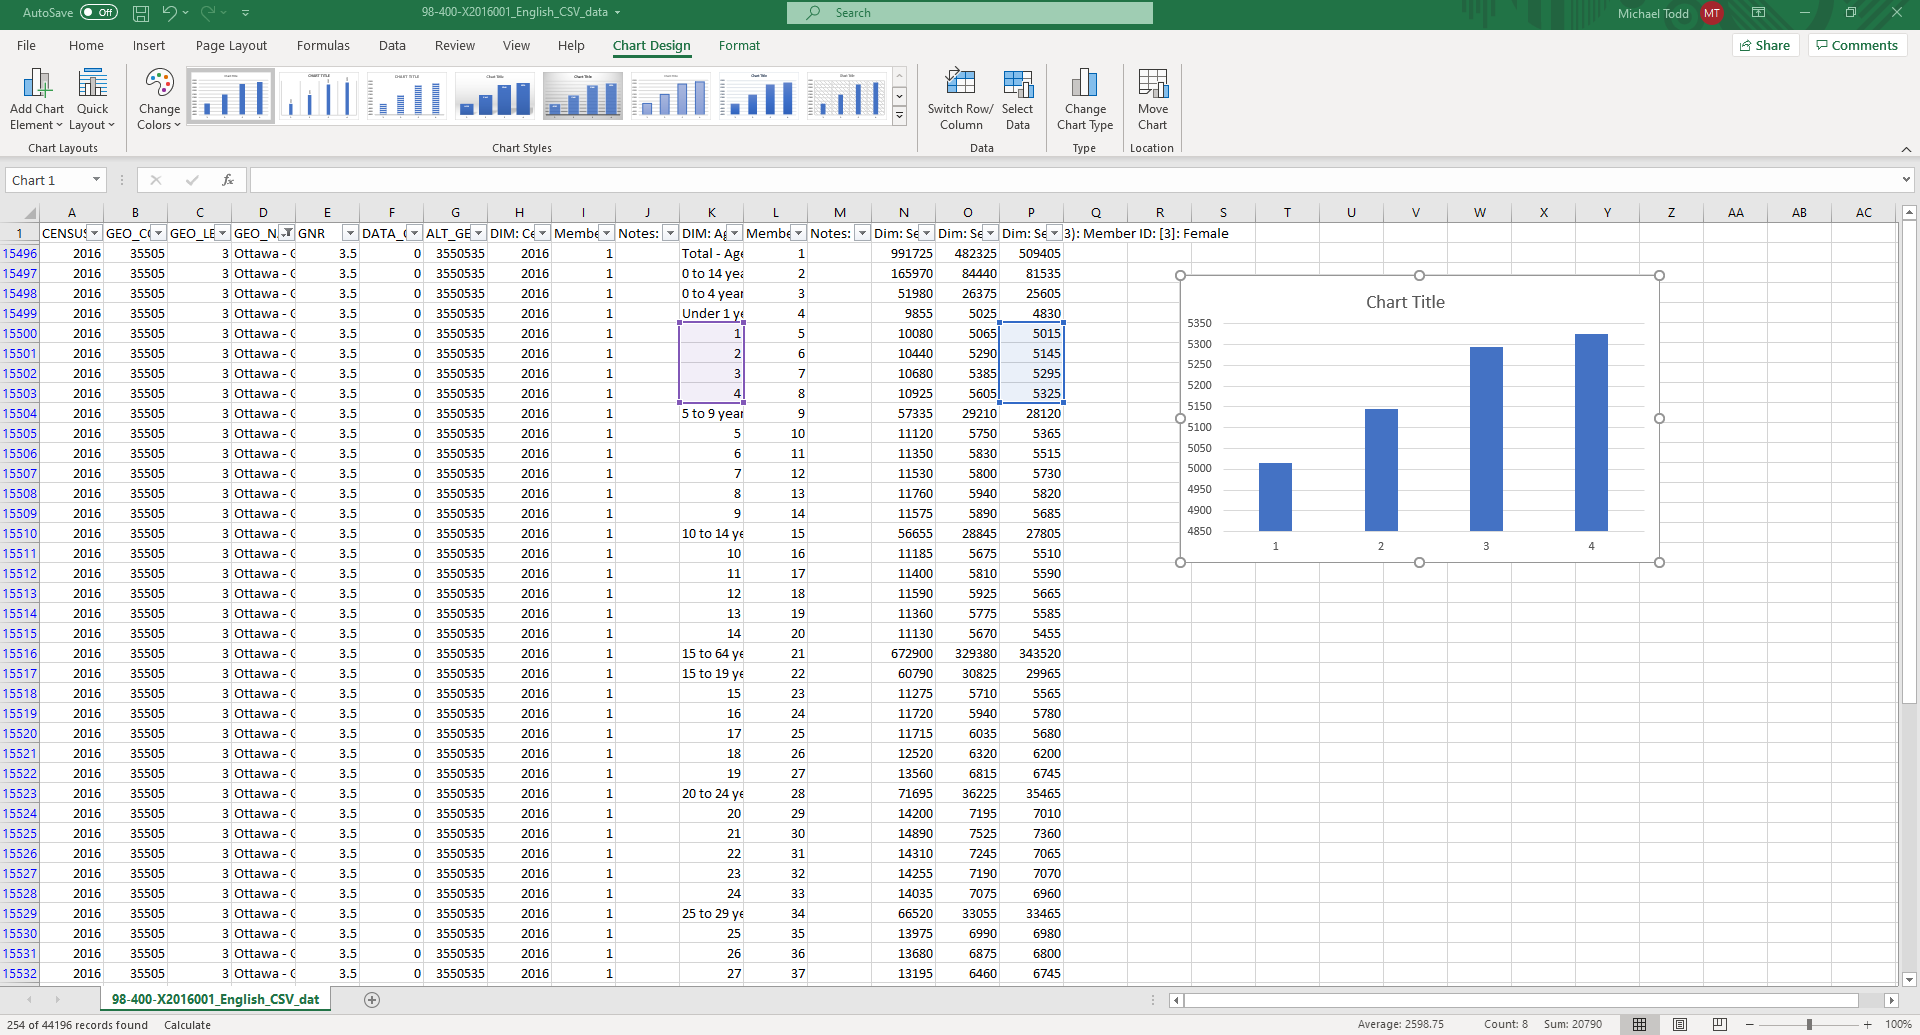 AutoSave Off 98-400-X2016001_English_CSV_data Search Michael Todd MT
File Home Insert Page Layout Formulas Data Review View Help Chart Design Format Share Comments
Add Chart Element Quick Layout Change Colors Switch Row/ Column Select Data Change Chart Type Move Chart
Chart Layouts Chart Styles Data Type Location
Chart 1 fx
A B C D E F G H I J K L M N O P Q R S T U V W X Y Z AA AB AC
1 CENSUS GEO_C GEO_LE GEO_N GNR DATA_ ALT_GE DIM: Ce Membe Notes: DIM: Ag Membe Notes: Dim: Se Dim: Se Dim: Se 3): Member ID: [3]: Female
15496 2016 35505 3 Ottawa - G 3.5 0 3550535 2016 1 Total - Age 1 991725 482325 509405
15497 2016 35505 3 Ottawa - G 3.5 0 3550535 2016 1 0 to 14 yea 2 165970 84440 81535
15498 2016 35505 3 Ottawa - G 3.5 0 3550535 2016 1 0 to 4 year 3 51980 26375 25605
15499 2016 35505 3 Ottawa - G 3.5 0 3550535 2016 1 Under 1 ye 4 9855 5025 4830
15500 2016 35505 3 Ottawa - G 3.5 0 3550535 2016 1 1 5 10080 5065 5015
15501 2016 35505 3 Ottawa - G 3.5 0 3550535 2016 1 2 6 10440 5290 5145
15502 2016 35505 3 Ottawa - G 3.5 0 3550535 2016 1 3 7 10680 5385 5295
15503 2016 35505 3 Ottawa - G 3.5 0 3550535 2016 1 4 8 10925 5605 5325
15504 2016 35505 3 Ottawa - G 3.5 0 3550535 2016 1 5 to 9 year 9 57335 29210 28120
15505 2016 35505 3 Ottawa - G 3.5 0 3550535 2016 1 5 10 11120 5750 5365
15506 2016 35505 3 Ottawa - G 3.5 0 3550535 2016 1 6 11 11350 5830 5515
15507 2016 35505 3 Ottawa - G 3.5 0 3550535 2016 1 7 12 11530 5800 5730
15508 2016 35505 3 Ottawa - G 3.5 0 3550535 2016 1 8 13 11760 5940 5820
15509 2016 35505 3 Ottawa - G 3.5 0 3550535 2016 1 9 14 11575 5890 5685
15510 2016 35505 3 Ottawa - G 3.5 0 3550535 2016 1 10 to 14 ye 15 56655 28845 27805
15511 2016 35505 3 Ottawa - G 3.5 0 3550535 2016 1 10 16 11185 5675 5510
15512 2016 35505 3 Ottawa - G 3.5 0 3550535 2016 1 11 17 11400 5810 5590
15513 2016 35505 3 Ottawa - G 3.5 0 3550535 2016 1 12 18 11590 5925 5665
15514 2016 35505 3 Ottawa - G 3.5 0 3550535 2016 1 13 19 11360 5775 5585
15515 2016 35505 3 Ottawa - G 3.5 0 3550535 2016 1 14 20 11130 5670 5455
15516 2016 35505 3 Ottawa - G 3.5 0 3550535 2016 1 15 to 64 ye 21 672900 329380 343520
15517 2016 35505 3 Ottawa - G 3.5 0 3550535 2016 1 15 to 19 ye 22 60790 30825 29965
15518 2016 35505 3 Ottawa - G 3.5 0 3550535 2016 1 15 23 11275 5710 5565
15519 2016 35505 3 Ottawa - G 3.5 0 3550535 2016 1 16 24 11720 5940 5780
15520 2016 35505 3 Ottawa - G 3.5 0 3550535 2016 1 17 25 11715 6035 5680
15521 2016 35505 3 Ottawa - G 3.5 0 3550535 2016 1 18 26 12520 6320 6200
15522 2016 35505 3 Ottawa - G 3.5 0 3550535 2016 1 19 27 13560 6815 6745
15523 2016 35505 3 Ottawa - G 3.5 0 3550535 2016 1 20 to 24 ye 28 71695 36225 35465
15524 2016 35505 3 Ottawa - G 3.5 0 3550535 2016 1 20 29 14200 7195 7010
15525 2016 35505 3 Ottawa - G 3.5 0 3550535 2016 1 21 30 14890 7525 7360
15526 2016 35505 3 Ottawa - G 3.5 0 3550535 2016 1 22 31 14310 7245 7065
15527 2016 35505 3 Ottawa - G 3.5 0 3550535 2016 1 23 32 14255 7190 7070
15528 2016 35505 3 Ottawa - G 3.5 0 3550535 2016 1 24 33 14035 7075 6960
15529 2016 35505 3 Ottawa - G 3.5 0 3550535 2016 1 25 to 29 ye 34 66520 33055 33465
15530 2016 35505 3 Ottawa - G 3.5 0 3550535 2016 1 25 35 13975 6990 6980
15531 2016 35505 3 Ottawa - G 3.5 0 3550535 2016 1 26 36 13680 6875 6800
15532 2016 35505 3 Ottawa - G 3.5 0 3550535 2016 1 27 37 13195 6460 6745
Chart Title
5350
5300
5250
5200
5150
5100
5050
5000
4950
4900
4850
1 2 3 4
98-400-X2016001_English_CSV_dat
254 of 44196 records found Calculate Average: 2598.75 Count: 8 Sum: 20790 100%